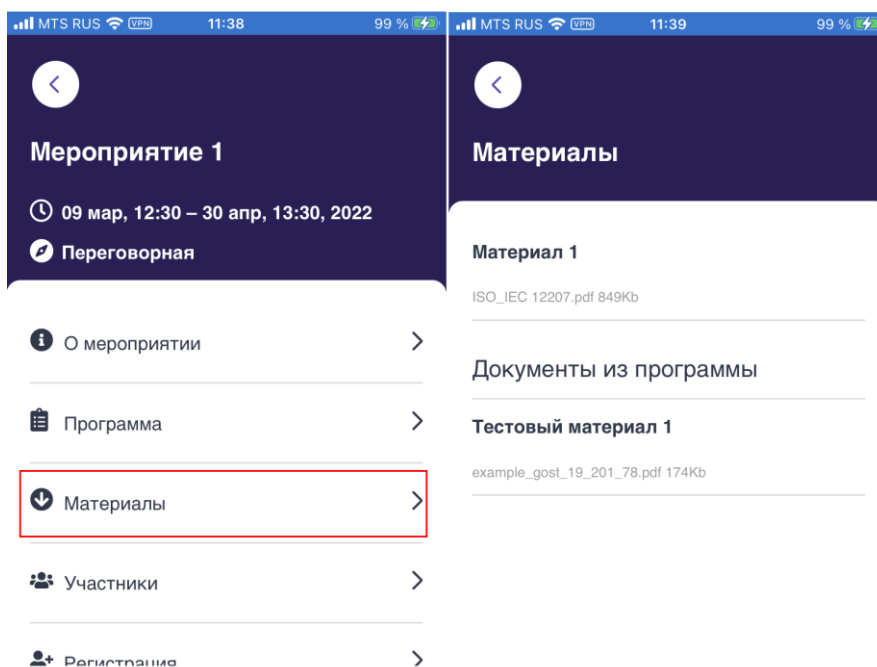 MTS RUS VPN 11:38 99 %
Мероприятие 1
09 мар, 12:30 – 30 апр, 13:30, 2022
Переговорная
О мероприятии
Программа
Материалы
Участники
Регистрация
MTS RUS VPN 11:39 99 %
Материалы
Материал 1
ISO_IEC 12207.pdf 849Kb
Документы из программы
Тестовый материал 1
example_gost_19_201_78.pdf 174Kb